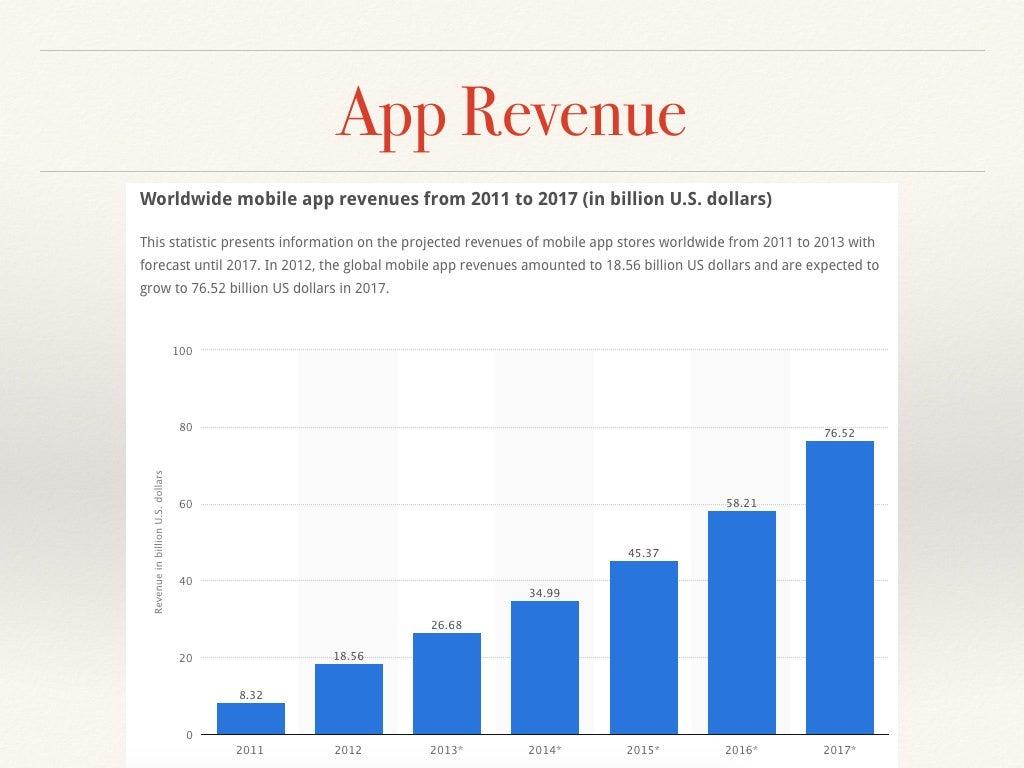 App Revenue
Worldwide mobile app revenues from 2011 to 2017 (in billion U.S. dollars)
This statistic presents information on the projected revenues of mobile app stores worldwide from 2011 to 2013 with
forecast until 2017. In 2012, the global mobile app revenues amounted to 18.56 billion US dollars and are expected to
grow to 76.52 billion US dollars in 2017.
Revenue in billion U.S. dollars
100
80
60
40
20
0
8.32
18.56
26.68
34.99
45.37
58.21
76.52
2011 2012 2013* 2014* 2015* 2016* 2017*